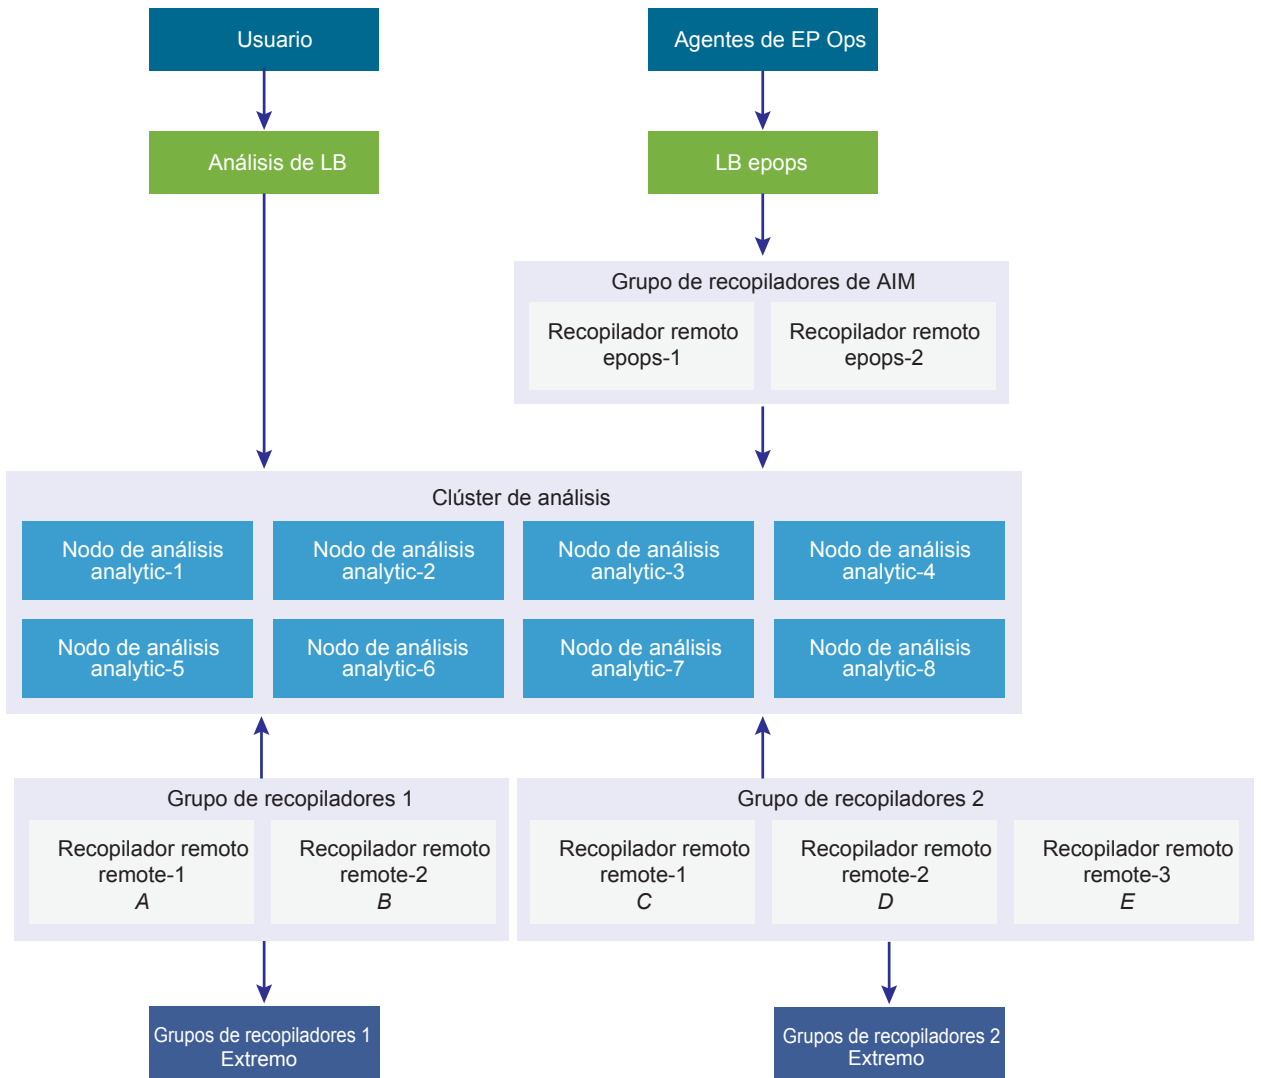 Usuario
Agentes de EP Ops
Análisis de LB
LB epops
Grupo de recopiladores de AIM
Recopilador remoto
epops-1
Recopilador remoto
epops-2
Clúster de análisis
Nodo de análisis
analytic-1
Nodo de análisis
analytic-2
Nodo de análisis
analytic-3
Nodo de análisis
analytic-4
Nodo de análisis
analytic-5
Nodo de análisis
analytic-6
Nodo de análisis
analytic-7
Nodo de análisis
analytic-8
Grupo de recopiladores 1
Recopilador remoto
remote-1
A
Recopilador remoto
remote-2
B
Grupo de recopiladores 2
Recopilador remoto
remote-1
C
Recopilador remoto
remote-2
D
Recopilador remoto
remote-3
E
Grupos de recopiladores 1
Extremo
Grupos de recopiladores 2
Extremo